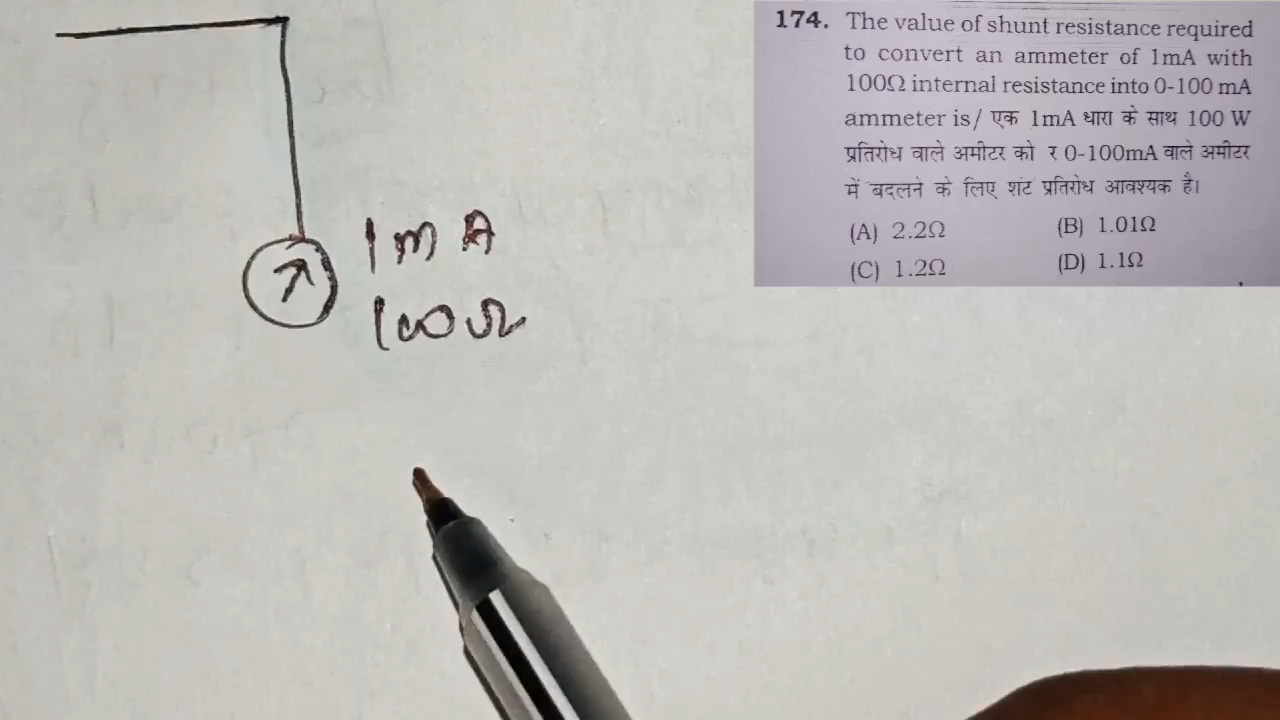 174. The value of shunt resistance required
to convert an ammeter of 1mA with
100Ω internal resistance into 0-100 mA
ammeter is/ एक 1mA धारा के साथ 100 W
प्रतिरोध वाले अमीटर को र 0-100mA वाले अमीटर
में बदलने के लिए शंट प्रतिरोध आवश्यक है।
(A) 2.2Ω (B) 1.01Ω
(C) 1.2Ω (D) 1.1Ω
1mA
100Ω